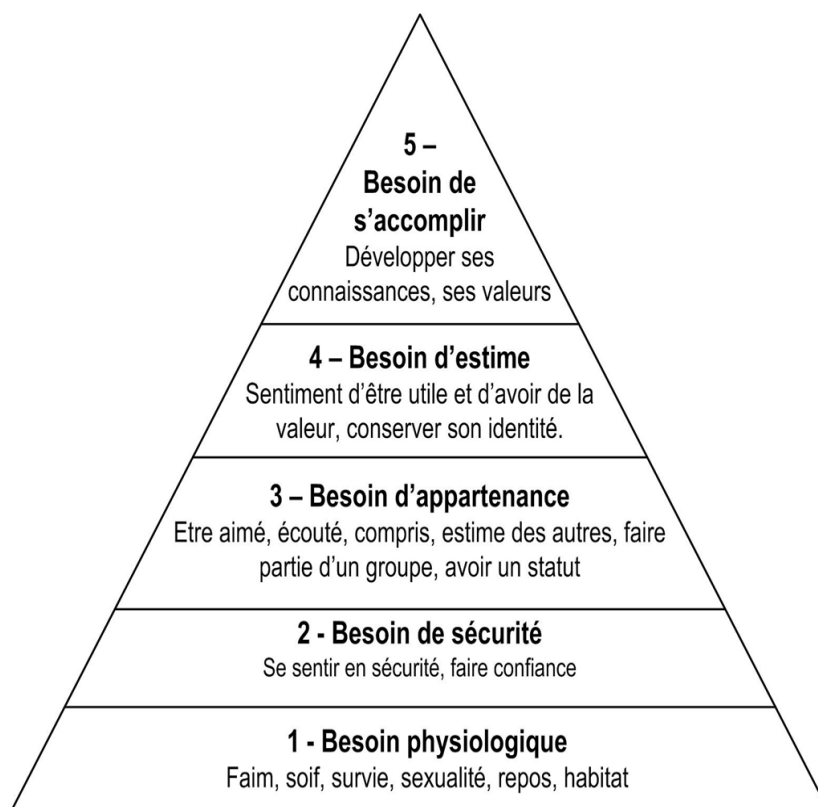 5 –
Besoin de
s’accomplir
Développer ses
connaissances, ses valeurs
4 – Besoin d’estime
Sentiment d’être utile et d’avoir de la
valeur, conserver son identité.
3 – Besoin d’appartenance
Etre aimé, écouté, compris, estime des autres, faire
partie d’un groupe, avoir un statut
2 - Besoin de sécurité
Se sentir en sécurité, faire confiance
1 - Besoin physiologique
Faim, soif, survie, sexualité, repos, habitat